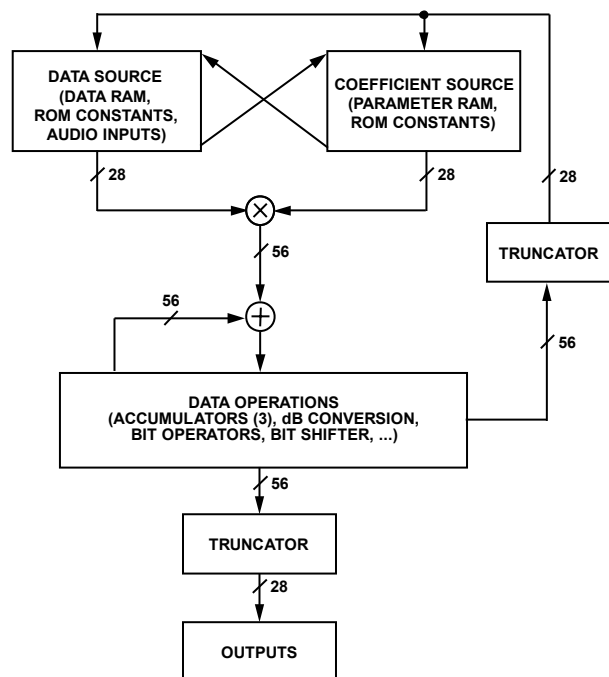 DATA SOURCE
(DATA RAM,
ROM CONSTANTS,
AUDIO INPUTS)
COEFFICIENT SOURCE
(PARAMETER RAM,
ROM CONSTANTS)
28
28
28
TRUNCATOR
56
56
56
DATA OPERATIONS
(ACCUMULATORS (3), dB CONVERSION,
BIT OPERATORS, BIT SHIFTER, ...)
56
TRUNCATOR
28
OUTPUTS